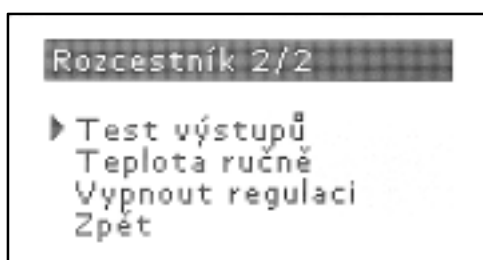 Rozcestník 2/2
Test výstupů
Teplota ručně
Vypnout regulaci
Zpět